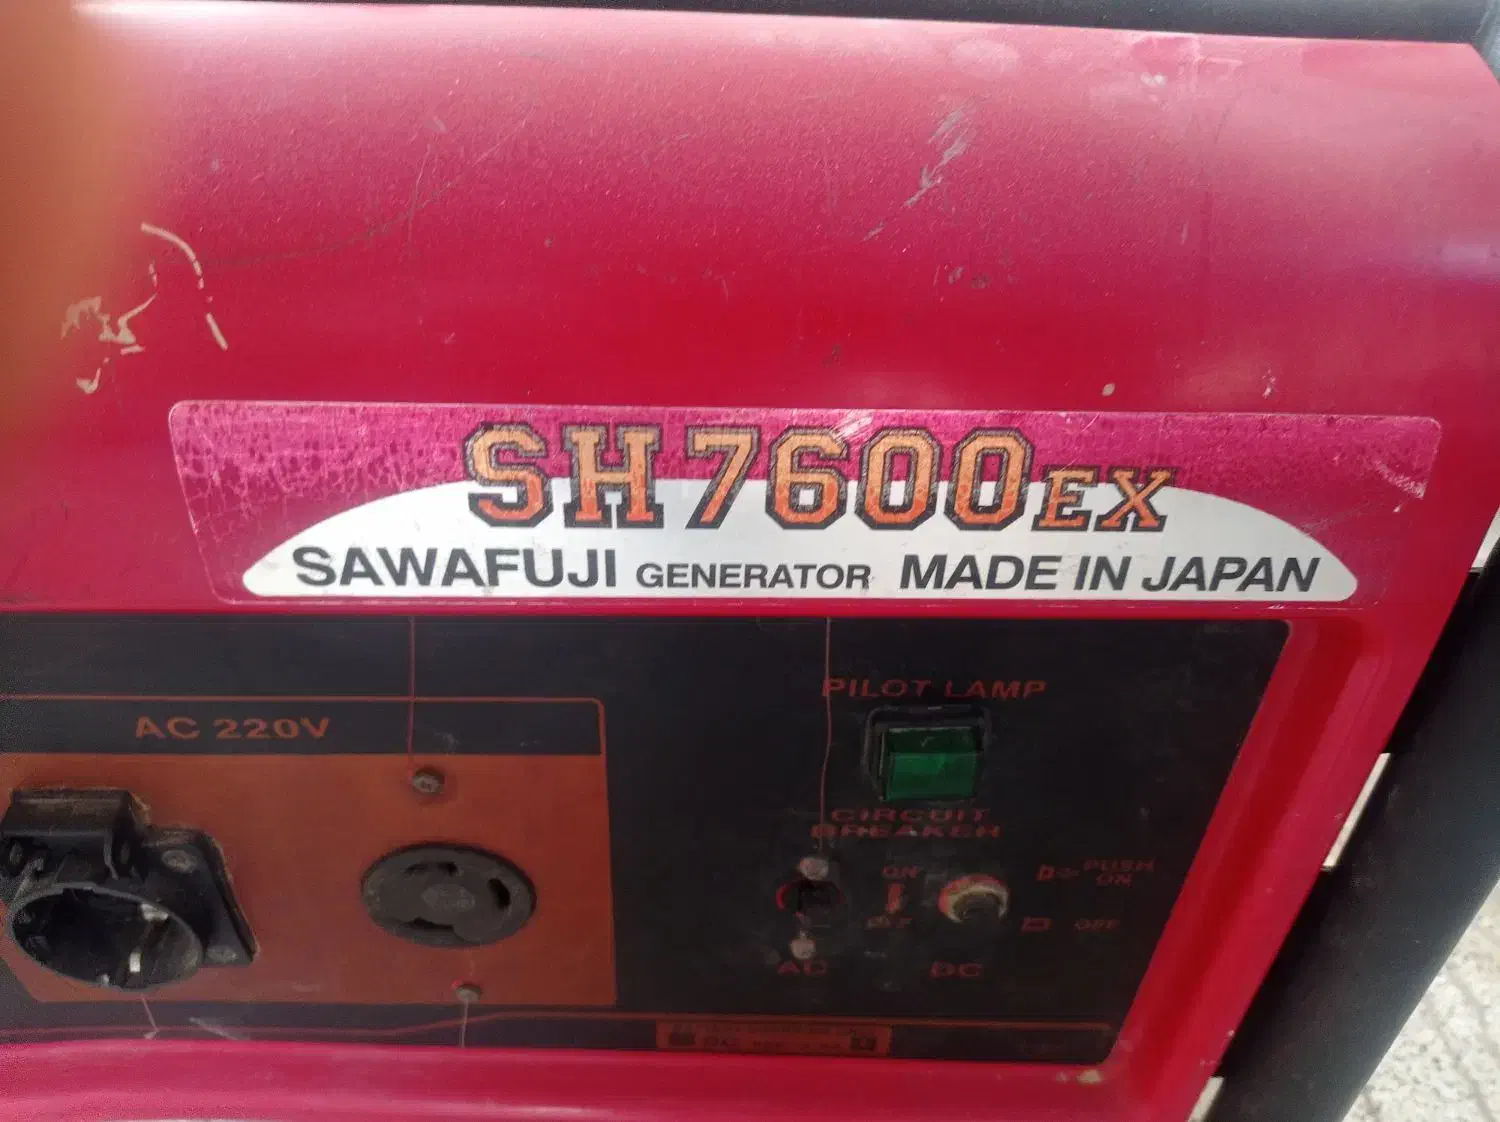 SH7600EX
SAWAFUJI GENERATOR MADE IN JAPAN
PILOT LAMP
AC 220V
CIRCUIT
BREAKER
ON
PUSH
ON
OFF
AC
DC